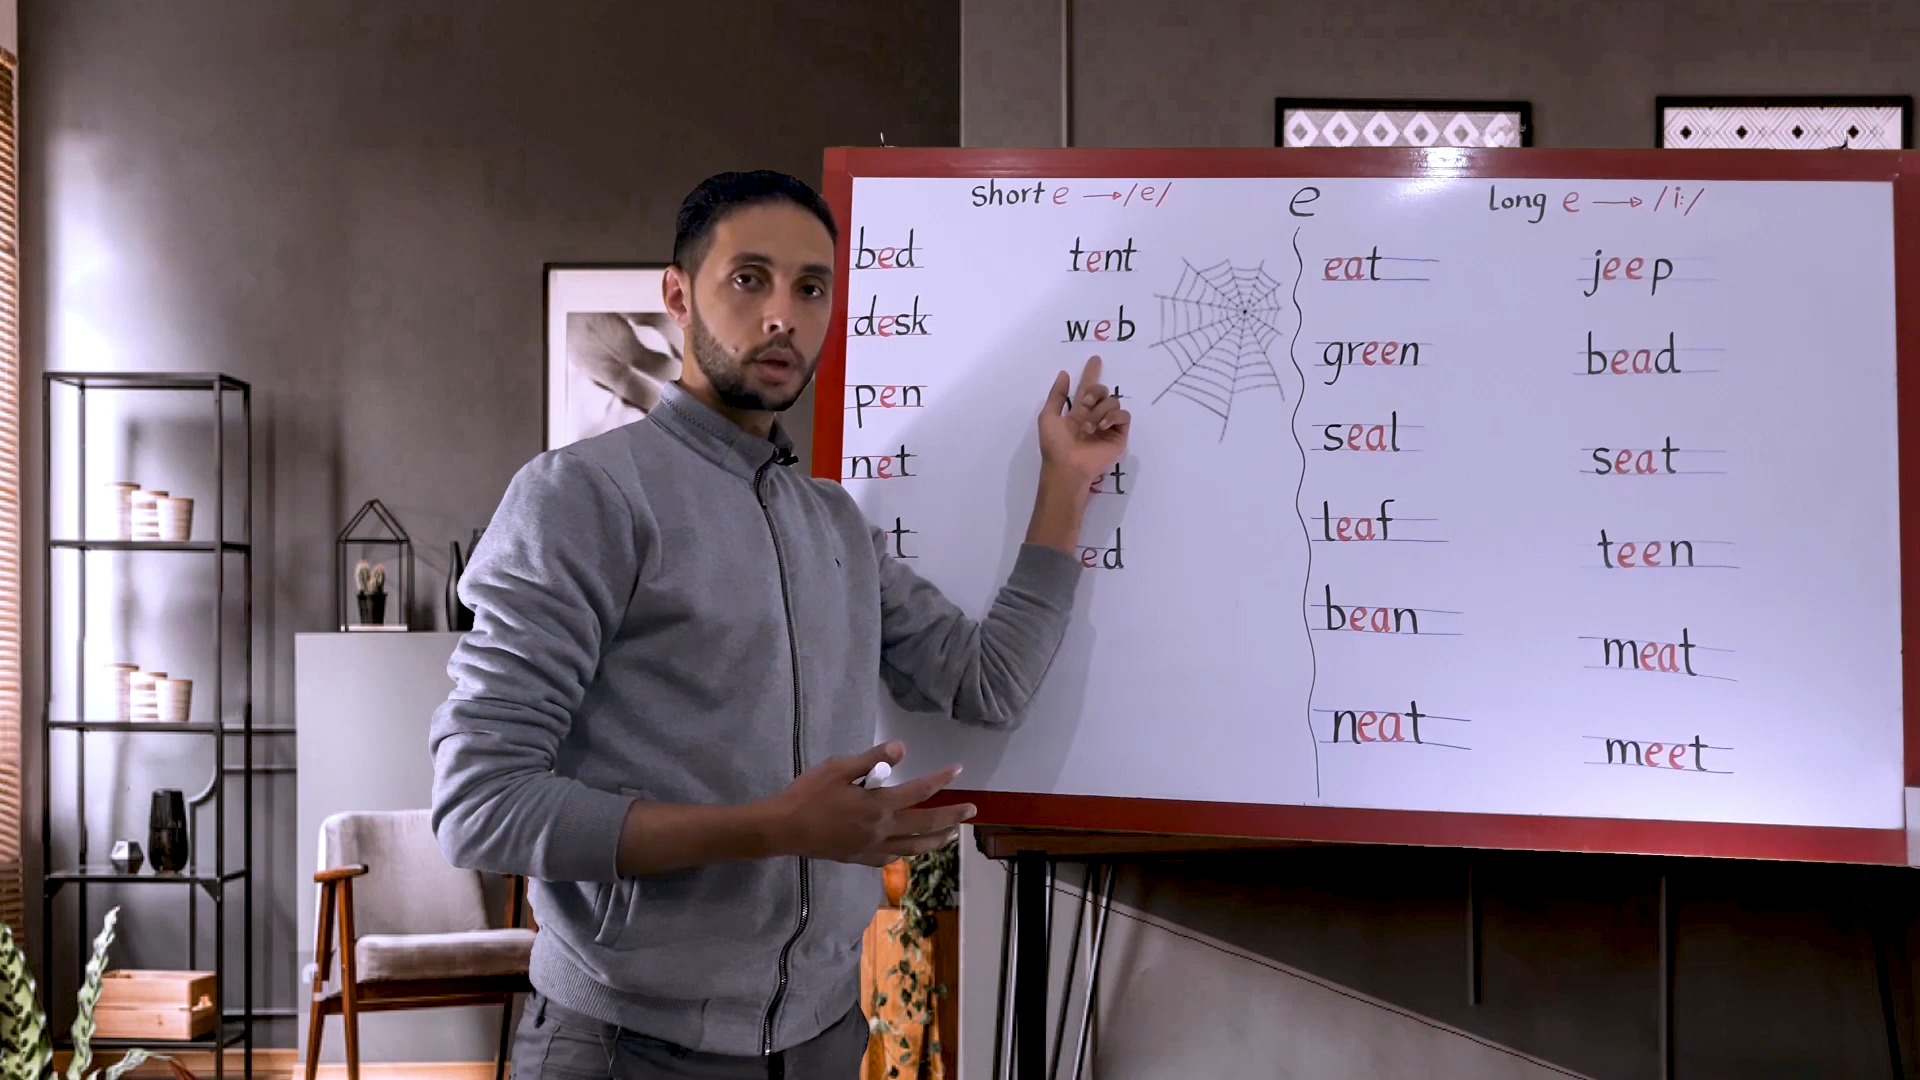 e
short e → /e/
bed
desk
pen
net
tent
web
long e → /i:/
eat
green
seal
leaf
bean
neat
jeep
bead
seat
teen
meat
meet